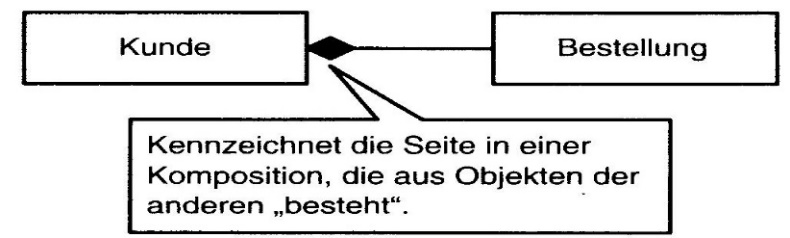 Kunde
Bestellung
Kennzeichnet die Seite in einer
Komposition, die aus Objekten der
anderen „besteht“.